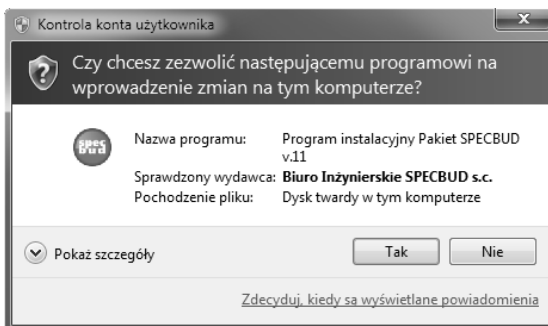 Kontrola konta użytkownika
Czy chcesz zezwolić następującemu programowi na
wprowadzenie zmian na tym komputerze?
spec
bud
Nazwa programu: Program instalacyjny Pakiet SPECBUD
v.11
Sprawdzony wydawca: Biuro Inżynierskie SPECBUD s.c.
Pochodzenie pliku: Dysk twardy w tym komputerze
Pokaż szczegóły
Tak
Nie
Zdecyduj, kiedy są wyświetlane powiadomienia